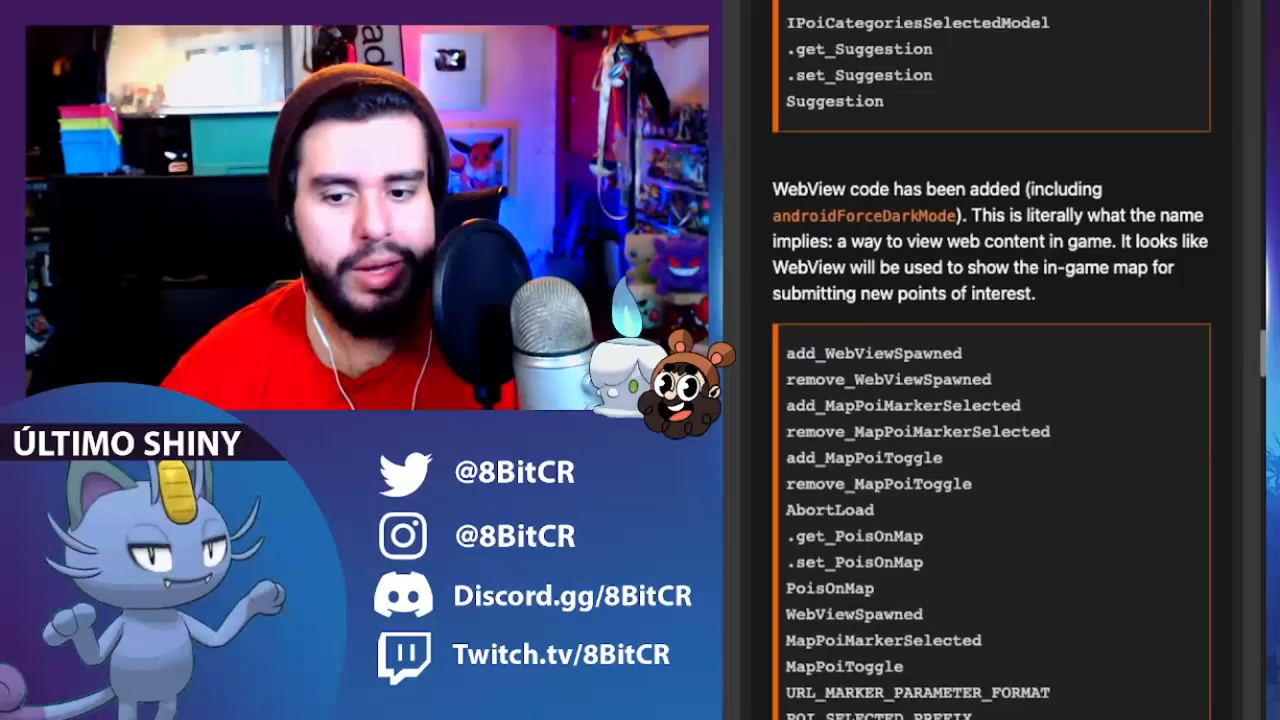 ad
ÚLTIMO SHINY
@8BitCR
@8BitCR
Discord.gg/8BitCR
Twitch.tv/8BitCR
IPoiCategoriesSelectedModel
.get_Suggestion
.set_Suggestion
Suggestion
WebView code has been added (including
androidForceDarkMode). This is literally what the name
implies: a way to view web content in game. It looks like
WebView will be used to show the in-game map for
submitting new points of interest.
add_WebViewSpawned
remove_WebViewSpawned
add_MapPoiMarkerSelected
remove_MapPoiMarkerSelected
add_MapPoiToggle
remove_MapPoiToggle
AbortLoad
.get_PoisOnMap
.set_PoisOnMap
PoisOnMap
WebViewSpawned
MapPoiMarkerSelected
MapPoiToggle
URL_MARKER_PARAMETER_FORMAT
POI_SELECTED_PREFIX